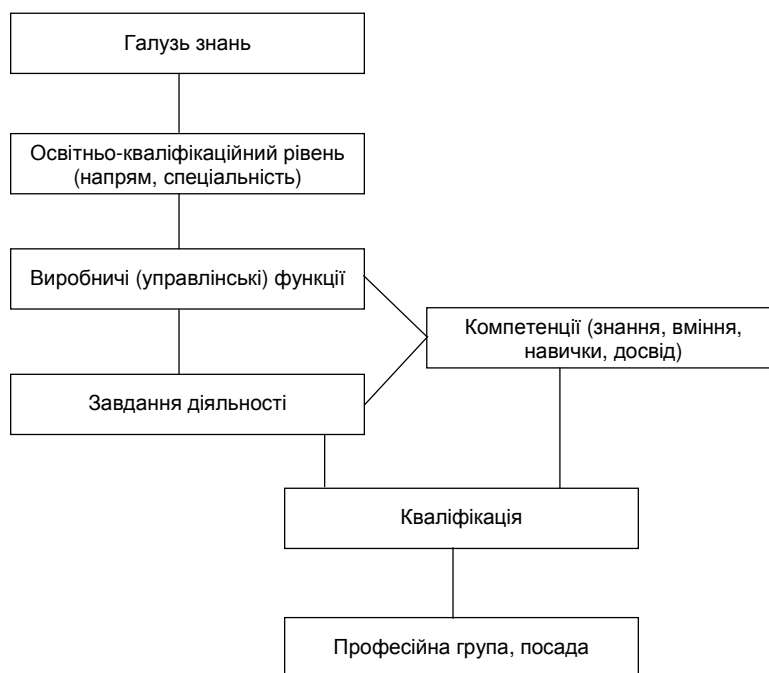 Галузь знань
Освітньо-кваліфікаційний рівень
(напрям, спеціальність)
Виробничі (управлінські) функції
Компетенції (знання, вміння,
навички, досвід)
Завдання діяльності
Кваліфікація
Професійна група, посада